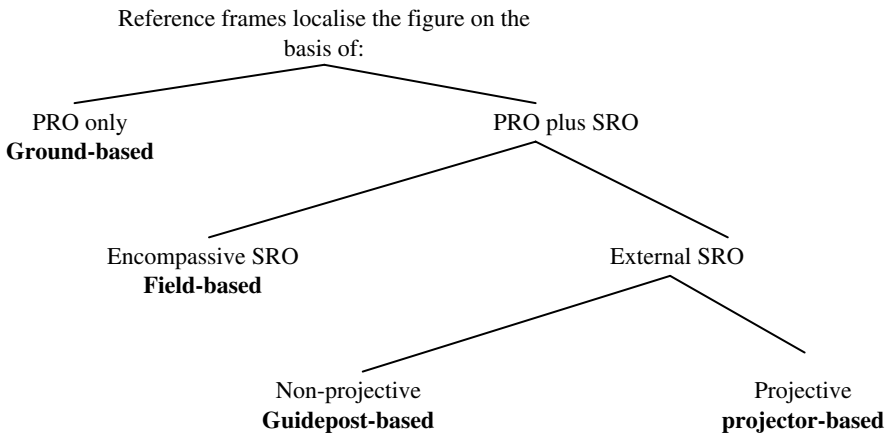 Reference frames localise the figure on the
basis of:
PRO only
Ground-based
PRO plus SRO
Encompassive SRO
Field-based
External SRO
Non-projective
Guidepost-based
Projective
projector-based